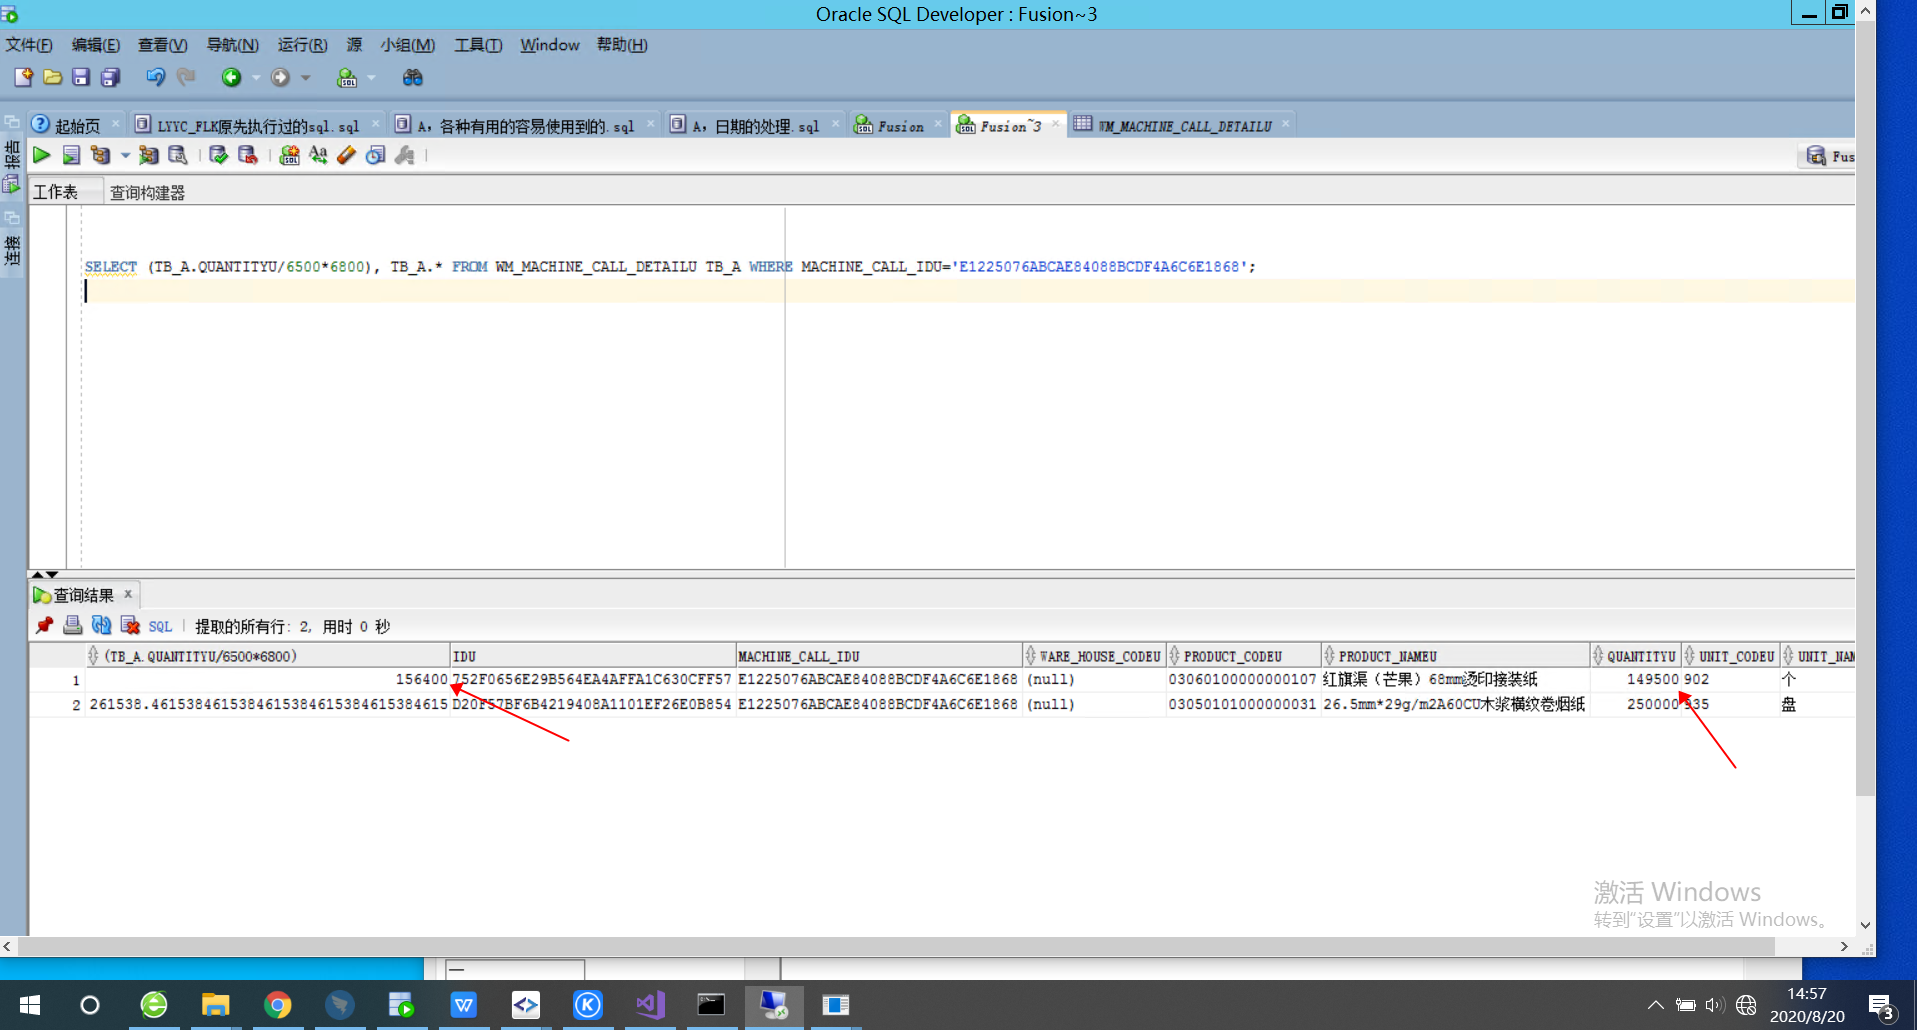 Oracle SQL Developer : Fusion~3
文件(F) 编辑(E) 查看(V) 导航(N) 运行(R) 源 小组(M) 工具(T) Window 帮助(H)
起始页 LYYC_FLK原先执行过的sql.sql A，各种有用的容易使用到的.sql A，日期的处理.sql Fusion Fusion~3 WM_MACHINE_CALL_DETAILU
报告
Fus
工作表 查询构建器
连接
SELECT (TB_A.QUANTITYU/6500*6800), TB_A.* FROM WM_MACHINE_CALL_DETAILU TB_A WHERE MACHINE_CALL_IDU='E1225076ABCAE84088BCDF4A6C6E1868';
查询结果
SQL 提取的所有行: 2, 用时 0 秒
(TB_A.QUANTITYU/6500*6800) IDU MACHINE_CALL_IDU WARE_HOUSE_CODEU PRODUCT_CODEU PRODUCT_NAMEU QUANTITYU UNIT_CODEU UNIT_NAM
1 156400 752F0656E29B564EA4AFFA1C630CFF57 E1225076ABCAE84088BCDF4A6C6E1868 (null) 03060100000000107 红旗渠（芒果）68mm烫印接装纸 149500 902 个
2 261538.461538461538461538461538461538461538 D20F57BF6B4219408A1101EF26E0B854 E1225076ABCAE84088BCDF4A6C6E1868 (null) 03050101000000031 26.5mm*29g/m2A60CU木浆横纹卷烟纸 250000 935 盘
激活 Windows
转到"设置"以激活 Windows。
14:57
2020/8/20
3